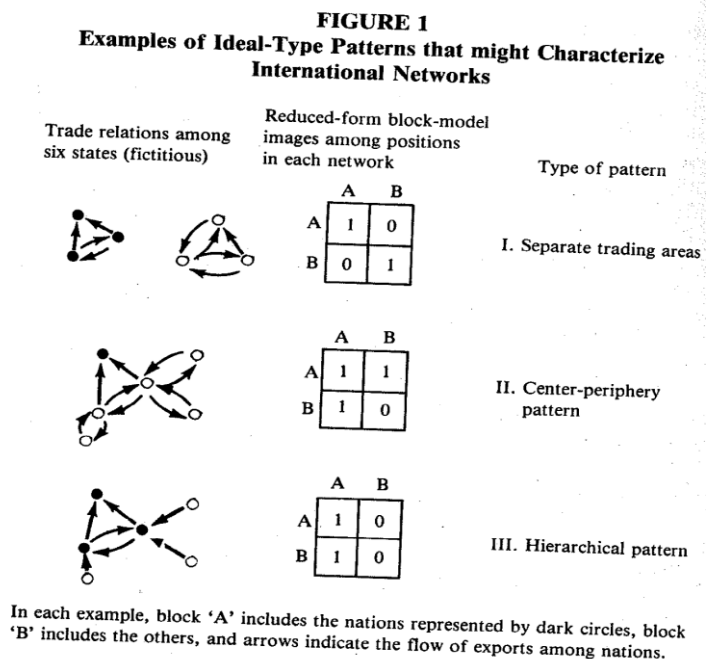 FIGURE 1
Examples of Ideal-Type Patterns that might Characterize
International Networks
Trade relations among
six states (fictitious)
Reduced-form block-model
images among positions
in each network
Type of pattern
A B
A 1 0
B 0 1
I. Separate trading areas
A B
A 1 1
B 1 0
II. Center-periphery
pattern
A B
A 1 0
B 1 0
III. Hierarchical pattern
In each example, block ‘A’ includes the nations represented by dark circles, block
‘B’ includes the others, and arrows indicate the flow of exports among nations.